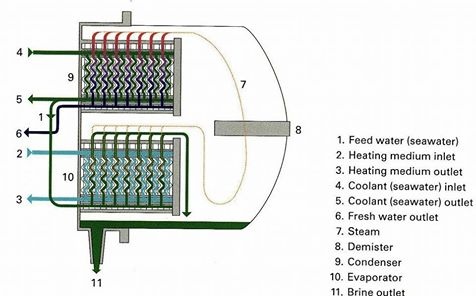 4
9
5
1
6
2
10
3
11
7
8
1. Feed water (seawater)
2. Heating medium inlet
3. Heating medium outlet
4. Coolant (seawater) inlet
5. Coolant (seawater) outlet
6. Fresh water outlet
7. Steam
8. Demister
9. Condenser
10. Evaporator
11. Brine outlet